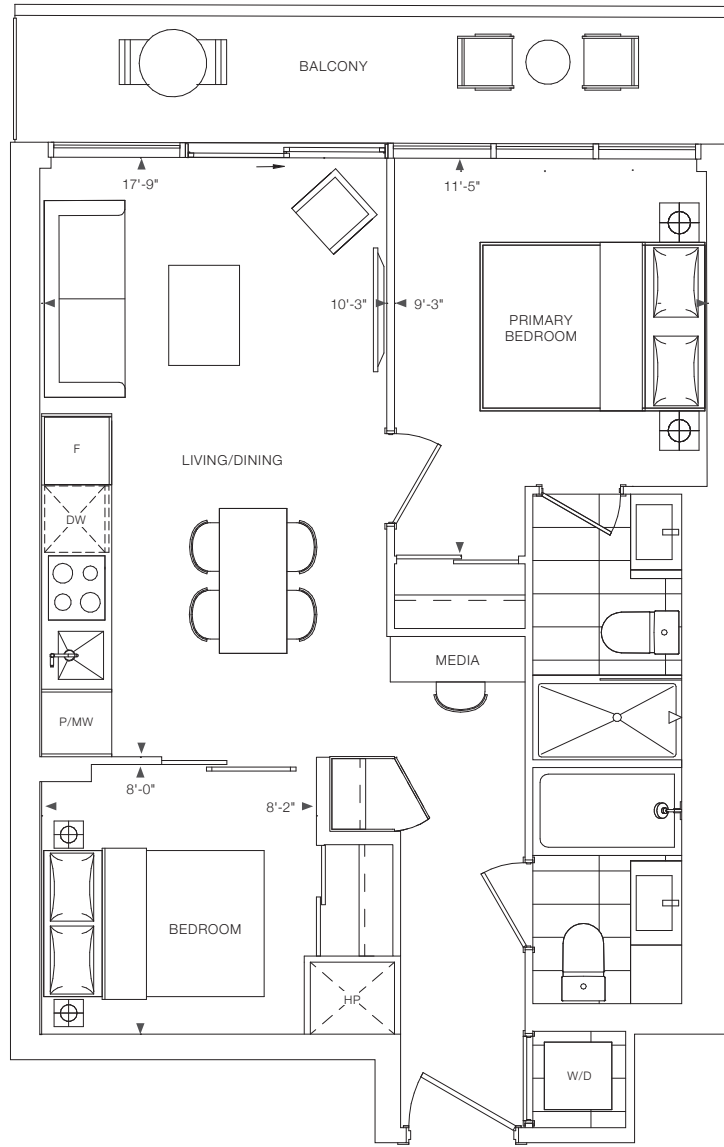 BALCONY
17'-9"
11'-5"
10'-3"
9'-3"
PRIMARY
BEDROOM
F
LIVING/DINING
DW
MEDIA
P/MW
8'-0"
8'-2"
BEDROOM
HP
W/D